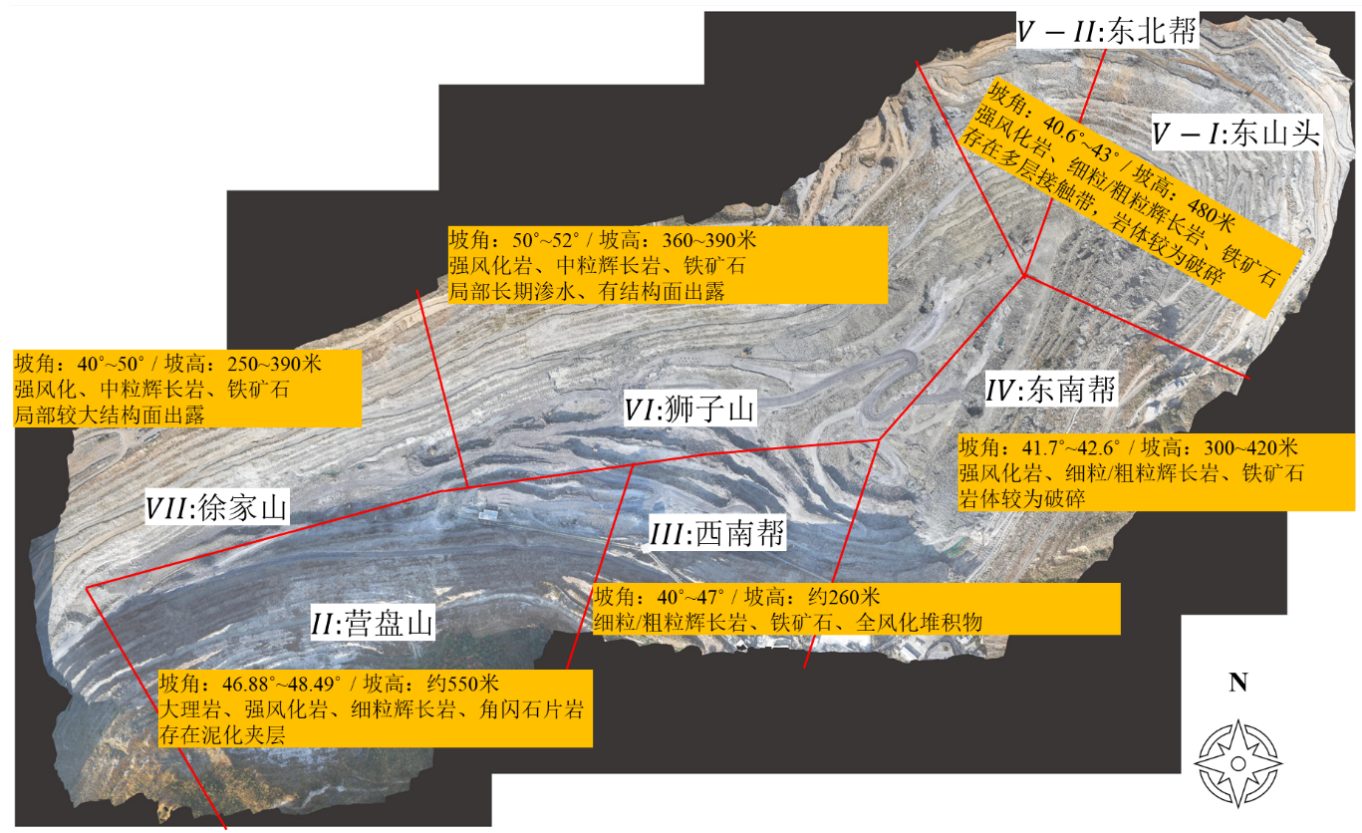 V − II:东北帮
坡角：40.6°~43° / 坡高：480米
强风化岩、细粒/粗粒辉长岩、铁矿石
存在多层接触带，岩体较为破碎
V − I:东山头
坡角：50°~52° / 坡高：360~390米
强风化岩、中粒辉长岩、铁矿石
局部长期渗水、有结构面出露
坡角：40°~50° / 坡高：250~390米
强风化、中粒辉长岩、铁矿石
局部较大结构面出露
VI:狮子山
IV:东南帮
坡角：41.7°~42.6° / 坡高：300~420米
强风化岩、细粒/粗粒辉长岩、铁矿石
岩体较为破碎
VII:徐家山
III:西南帮
坡角：40°~47° / 坡高：约260米
细粒/粗粒辉长岩、铁矿石、全风化堆积物
II:营盘山
坡角：46.88°~48.49° / 坡高：约550米
大理岩、强风化岩、细粒辉长岩、角闪石片岩
存在泥化夹层
N